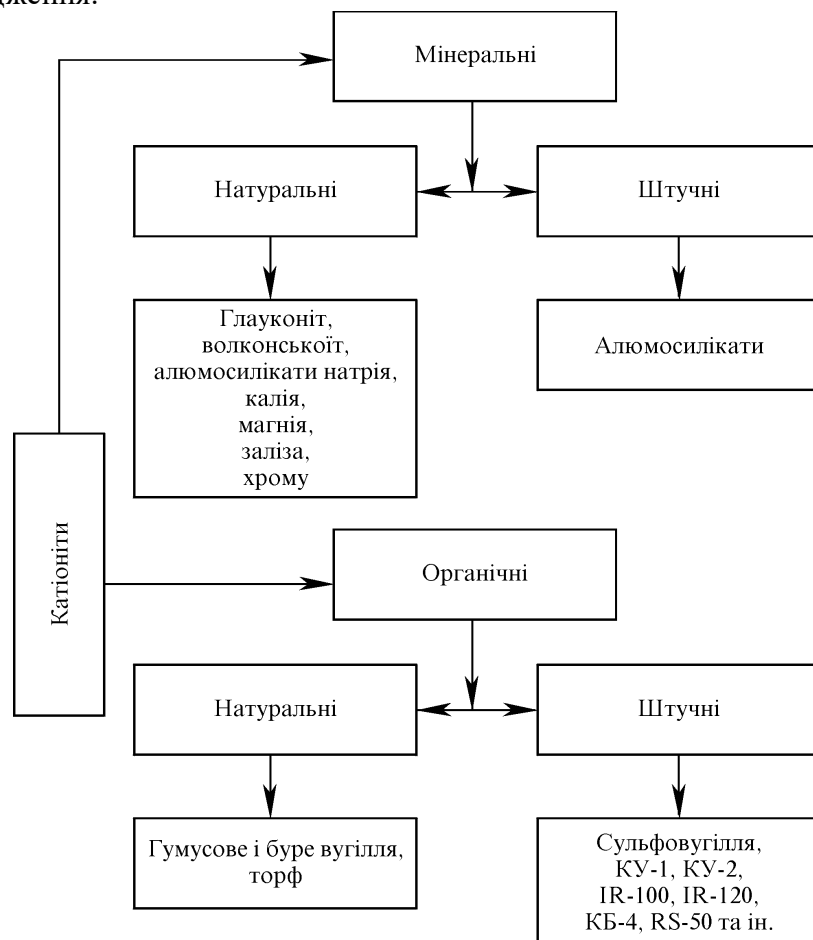 Мінеральні
Натуральні
Штучні
Глауконіт,
волконськоїт,
алюмосилікати натрія,
калія,
магнія,
заліза,
хрому
Алюмосилікати
Катіоніти
Органічні
Натуральні
Штучні
Гумусове і буре вугілля,
торф
Сульфовугілля,
КУ-1, КУ-2,
IR-100, IR-120,
КБ-4, RS-50 та ін.